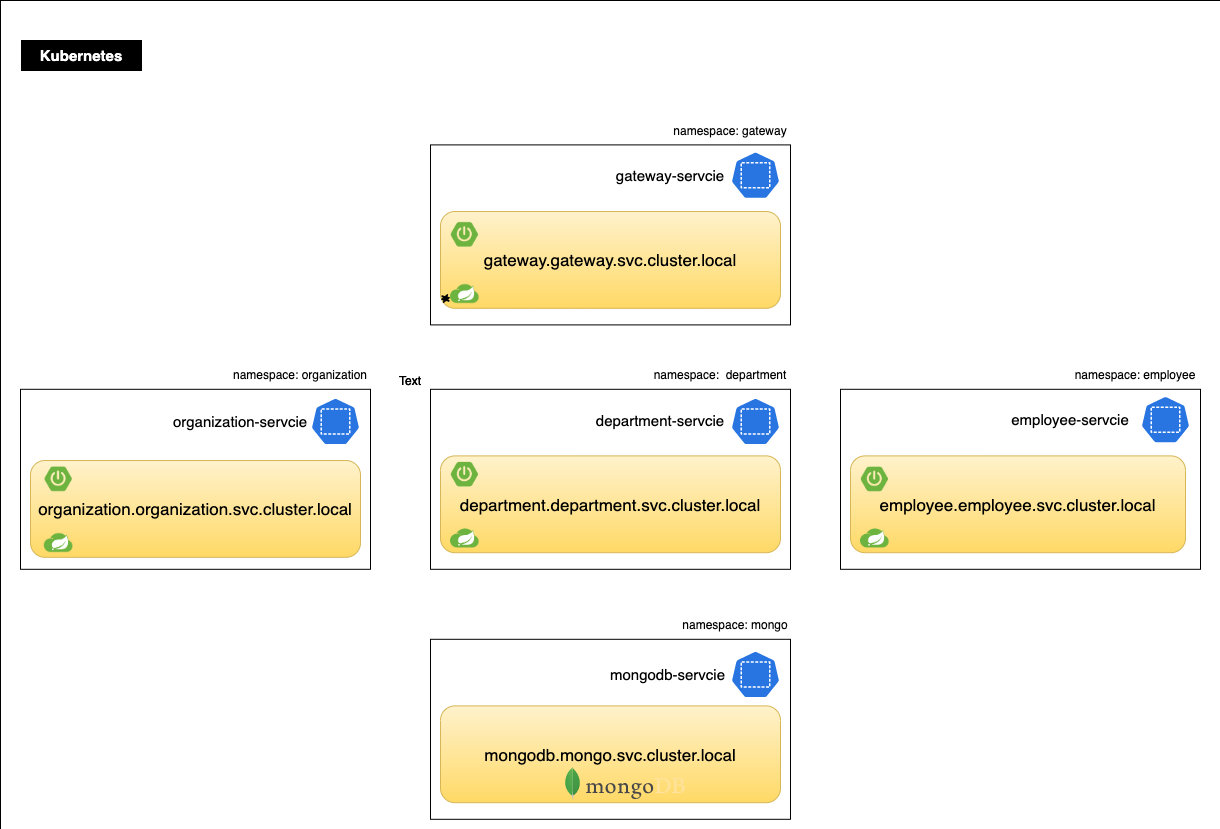 Kubernetes
namespace: gateway
gateway-servcie
gateway.gateway.svc.cluster.local
namespace: organization
organization-servcie
organization.organization.svc.cluster.local
Text
namespace:  department
department-servcie
department.department.svc.cluster.local
namespace: employee
employee-servcie
employee.employee.svc.cluster.local
namespace: mongo
mongodb-servcie
mongodb.mongo.svc.cluster.local
mongoDB